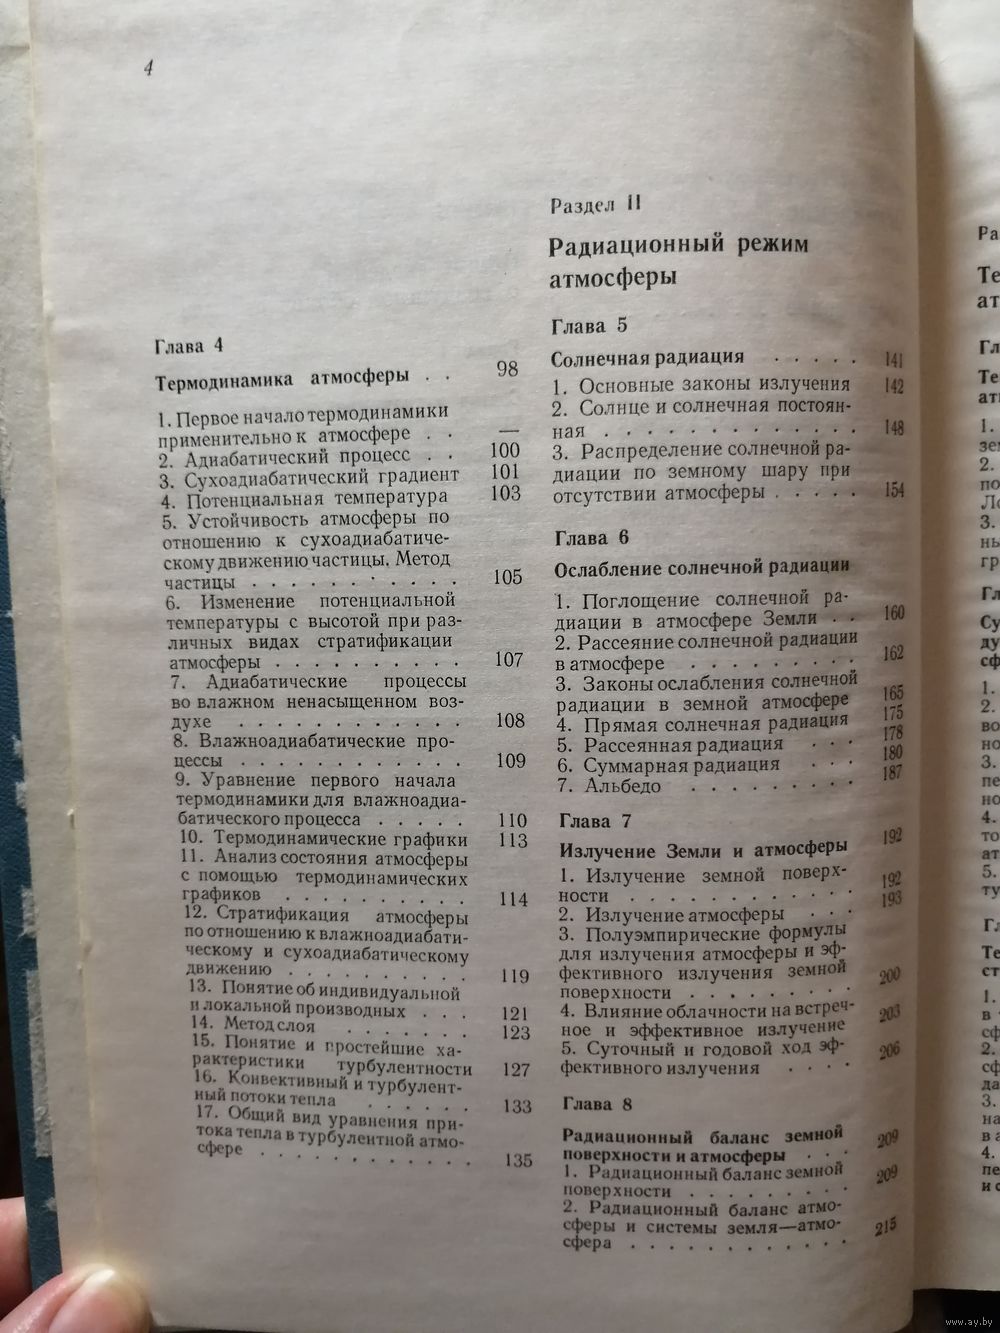 4
Глава 4
Термодинамика атмосферы . . 98
1. Первое начало термодинамики
применительно к атмосфере . . —
2. Адиабатический процесс . . 100
3. Сухоадиабатический градиент 101
4. Потенциальная температура 103
5. Устойчивость атмосферы по
отношению к сухоадиабатиче-
скому движению частицы. Метод
частицы . . . . . . . . . . 105
6. Изменение потенциальной
температуры с высотой при раз-
личных видах стратификации
атмосферы . . . . . . . . . 107
7. Адиабатические процессы
во влажном ненасыщенном воз-
духе . . . . . . . . . . . 108
8. Влажноадиабатические про-
цессы . . . . . . . . . . . 109
9. Уравнение первого начала
термодинамики для влажноадиа-
батического процесса . . . . . 110
10. Термодинамические графики 113
11. Анализ состояния атмосферы
с помощью термодинамических
графиков . . . . . . . . . 114
12. Стратификация атмосферы
по отношению к влажноадиабати-
ческому и сухоадиабатическому
движению . . . . . . . . . 119
13. Понятие об индивидуальной
и локальной производных . . . 121
14. Метод слоя . . . . . . 123
15. Понятие и простейшие ха-
рактеристики турбулентности 127
16. Конвективный и турбулент-
ный потоки тепла . . . . . . 133
17. Общий вид уравнения при-
тока тепла в турбулентной атмо-
сфере . . . . . . . . . . . 135
Раздел II
Радиационный режим
атмосферы
Глава 5
Солнечная радиация . . . . . 141
1. Основные законы излучения 142
2. Солнце и солнечная постоян-
ная . . . . . . . . . . . . . 148
3. Распределение солнечной ра-
диации по земному шару при
отсутствии атмосферы . . . . . 154
Глава 6
Ослабление солнечной радиации
1. Поглощение солнечной ра-
диации в атмосфере Земли . . 160
2. Рассеяние солнечной радиации
в атмосфере . . . . . . . . . 162
3. Законы ослабления солнечной
радиации в земной атмосфере 165
4. Прямая солнечная радиация 175
5. Рассеянная радиация . . . 178
6. Суммарная радиация . . . 180
7. Альбедо . . . . . . . . . 187
Глава 7
Излучение Земли и атмосферы 192
1. Излучение земной поверх-
ности . . . . . . . . . . . 192
2. Излучение атмосферы . . . 193
3. Полуэмпирические формулы
для излучения атмосферы и эф-
фективного излучения земной
поверхности . . . . . . . . 200
4. Влияние облачности на встреч-
ное и эффективное излучение 203
5. Суточный и годовой ход эф-
фективного излучения . . . . 206
Глава 8
Радиационный баланс земной
поверхности и атмосферы . . . 209
1. Радиационный баланс земной
поверхности . . . . . . . . 209
2. Радиационный баланс атмо-
сферы и системы земля—атмо-
сфера . . . . . . . . . . . . 215
www.ay.by